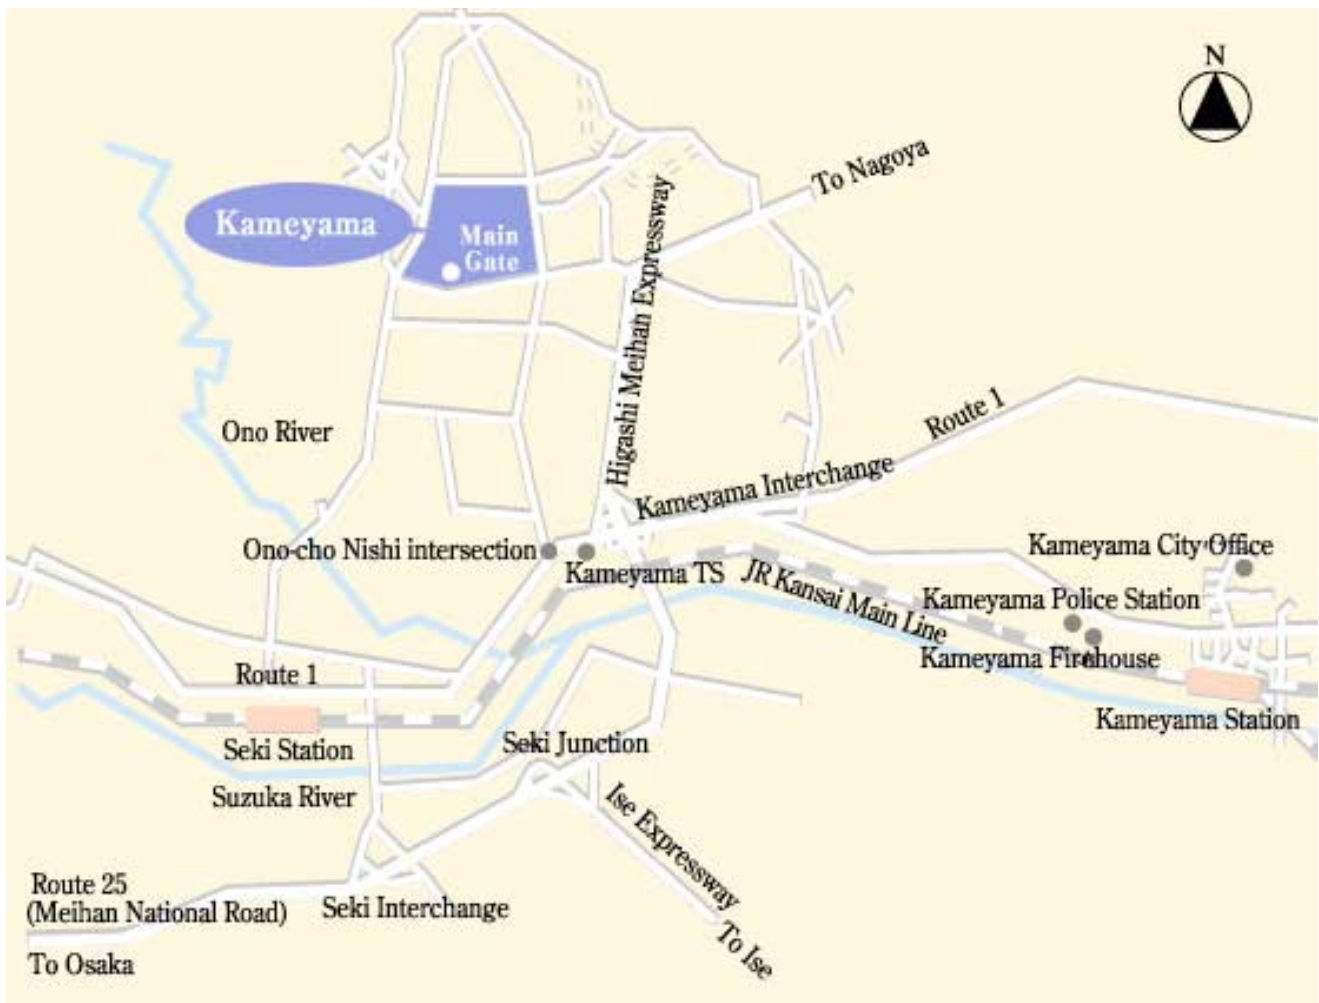 N
To Nagoya
Kameyama
Main
Gate
Higashi Meihan Expressway
Route 1
Ono River
Kameyama Interchange
Ono-cho Nishi intersection
Kameyama TS
JR Kansai Main Line
Kameyama City Office
Kameyama Police Station
Kameyama Firehouse
Route 1
Kameyama Station
Seki Station
Seki Junction
Suzuka River
Ise Expressway
Route 25
(Meihan National Road)
Seki Interchange
To Osaka
To Ise